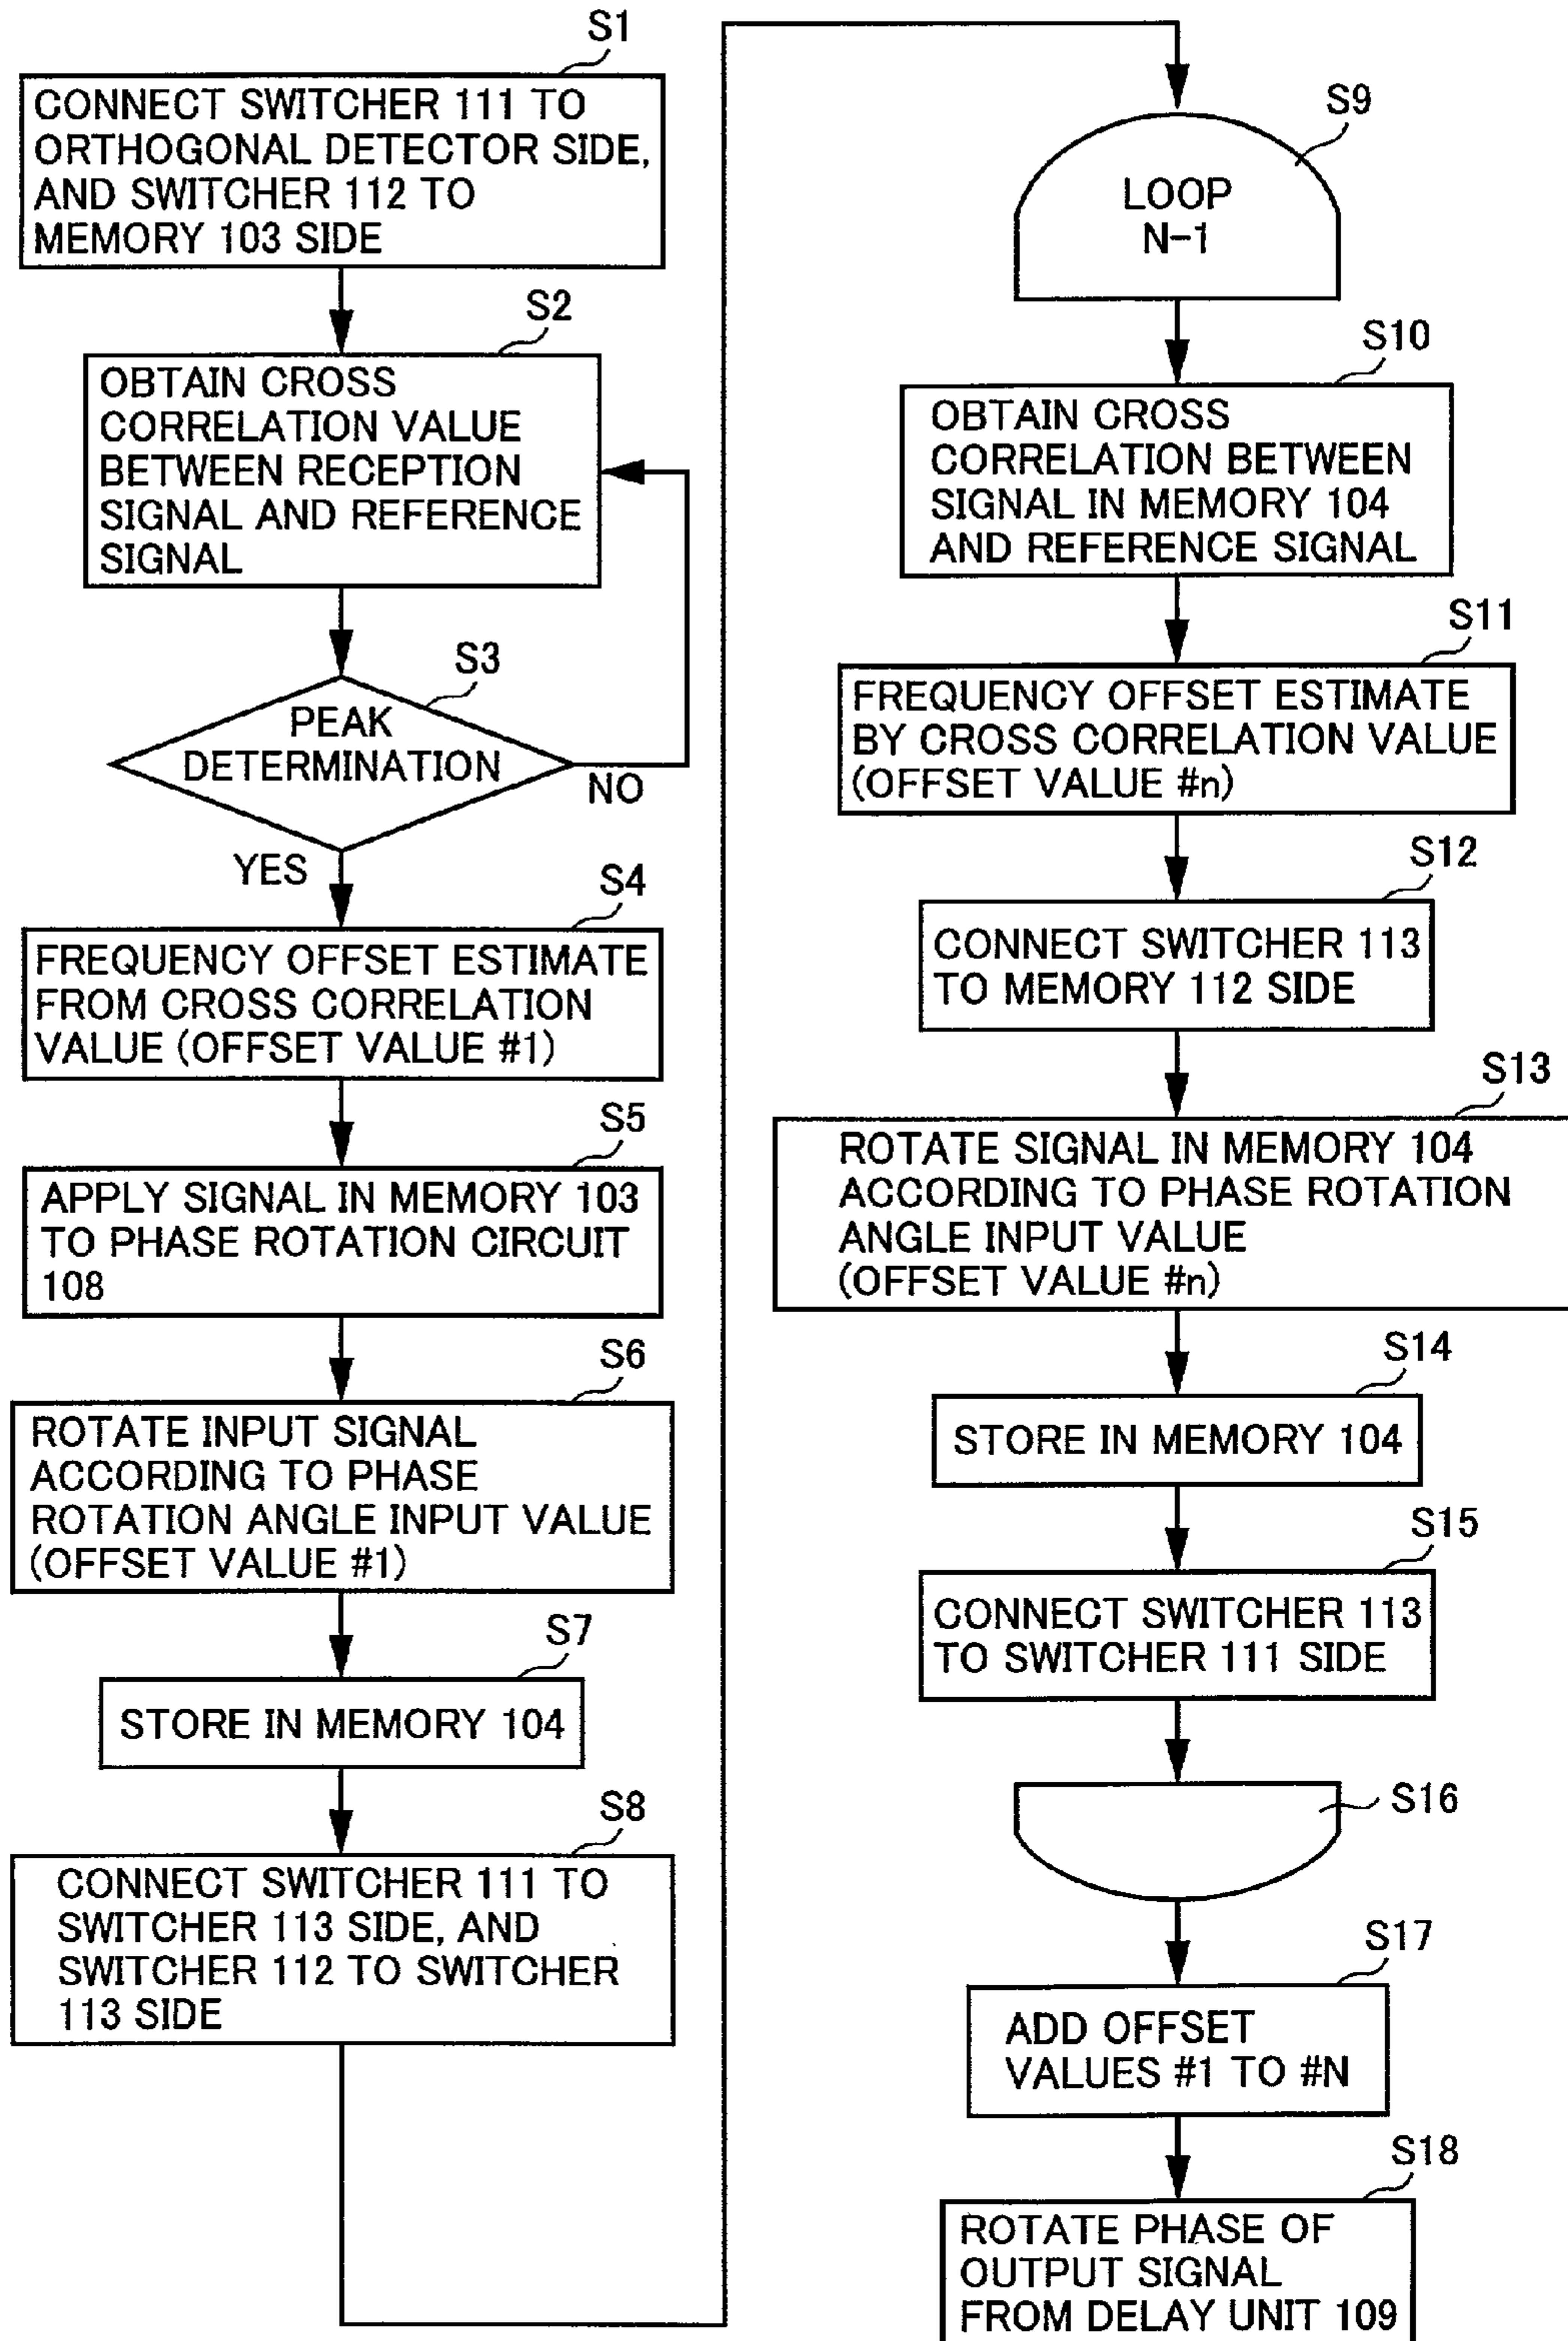 S1
CONNECT SWITCHER 111 TO
ORTHOGONAL DETECTOR SIDE,
AND SWITCHER 112 TO
MEMORY 103 SIDE
S2
OBTAIN CROSS
CORRELATION VALUE
BETWEEN RECEPTION
SIGNAL AND REFERENCE
SIGNAL
S3
PEAK
DETERMINATION
NO
YES
S4
FREQUENCY OFFSET ESTIMATE
FROM CROSS CORRELATION
VALUE (OFFSET VALUE #1)
S5
APPLY SIGNAL IN MEMORY 103
TO PHASE ROTATION CIRCUIT
108
S6
ROTATE INPUT SIGNAL
ACCORDING TO PHASE
ROTATION ANGLE INPUT VALUE
(OFFSET VALUE #1)
S7
STORE IN MEMORY 104
S8
CONNECT SWITCHER 111 TO
SWITCHER 113 SIDE, AND
SWITCHER 112 TO SWITCHER
113 SIDE
S9
LOOP
N-1
S10
OBTAIN CROSS
CORRELATION BETWEEN
SIGNAL IN MEMORY 104
AND REFERENCE SIGNAL
S11
FREQUENCY OFFSET ESTIMATE
BY CROSS CORRELATION VALUE
(OFFSET VALUE #n)
S12
CONNECT SWITCHER 113
TO MEMORY 112 SIDE
S13
ROTATE SIGNAL IN MEMORY 104
ACCORDING TO PHASE ROTATION
ANGLE INPUT VALUE
(OFFSET VALUE #n)
S14
STORE IN MEMORY 104
S15
CONNECT SWITCHER 113
TO SWITCHER 111 SIDE
S16
S17
ADD OFFSET
VALUES #1 TO #N
S18
ROTATE PHASE OF
OUTPUT SIGNAL
FROM DELAY UNIT 109